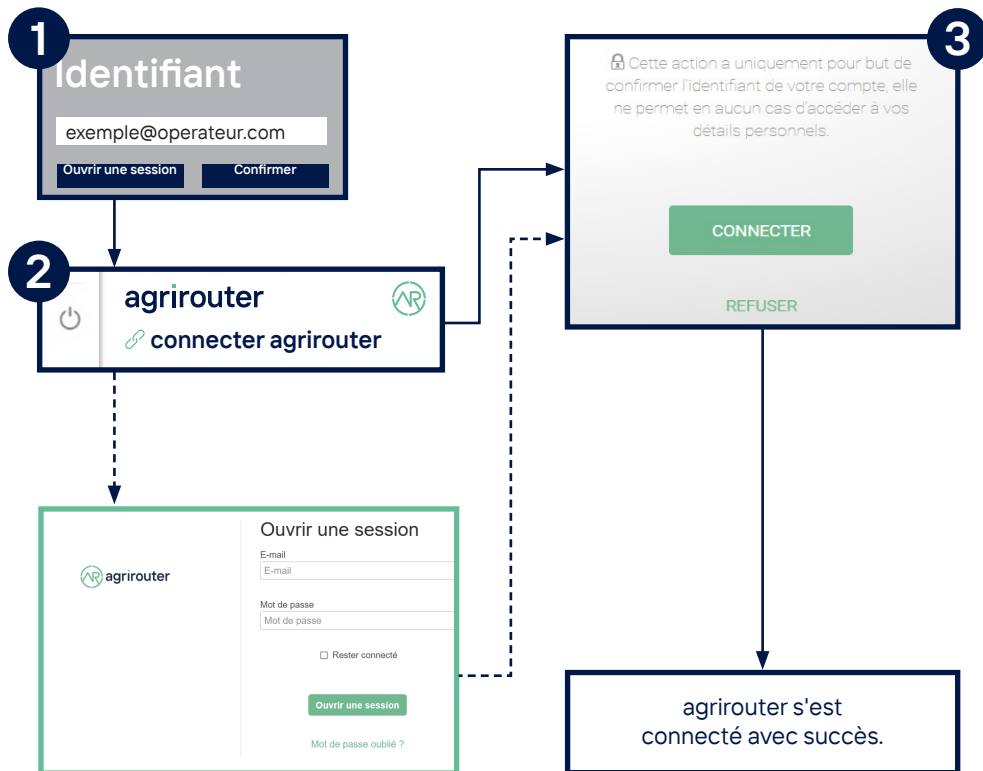 1
Identifiant
exemple@operateur.com
Ouvrir une session
Confirmer
2
agrirouter
AR
connecter agrirouter
AR agrirouter
Ouvrir une session
E-mail
E-mail
Mot de passe
Mot de passe
Rester connecté
Ouvrir une session
Mot de passe oublié ?
3
Cette action a uniquement pour but de
confirmer l'identifiant de votre compte, elle
ne permet en aucun cas d'accéder à vos
détails personnels.
CONNECTER
REFUSER
agrirouter s'est
connecté avec succès.